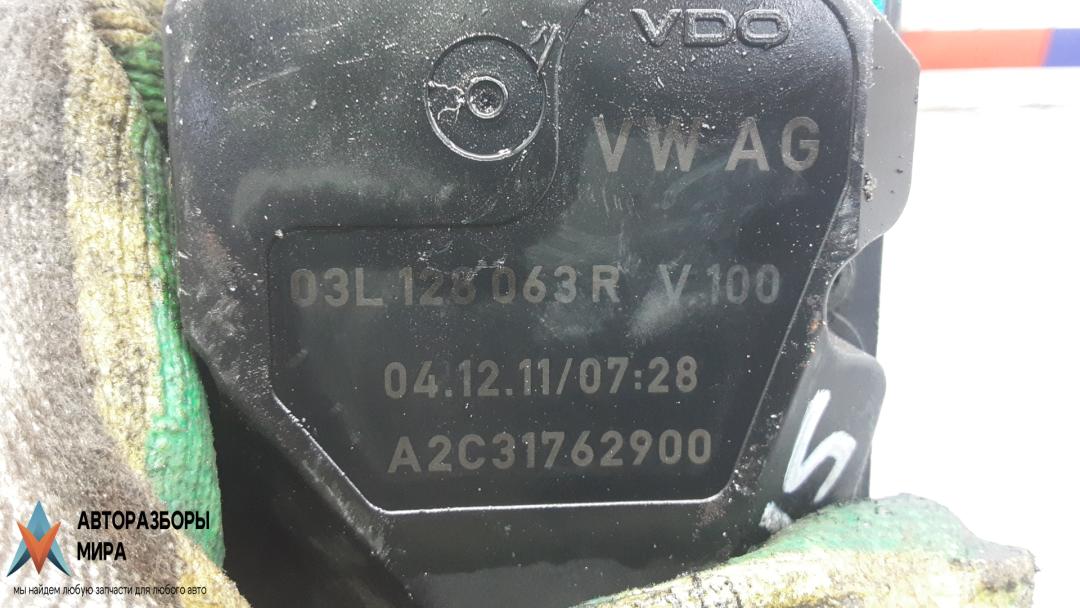 VDO
VW AG
03L 128 063 R V.100
04.12.11/07:28
A2C31762900
АВТОРАЗБОРЫ
МИРА
мы найдем любую запчасти для любого авто